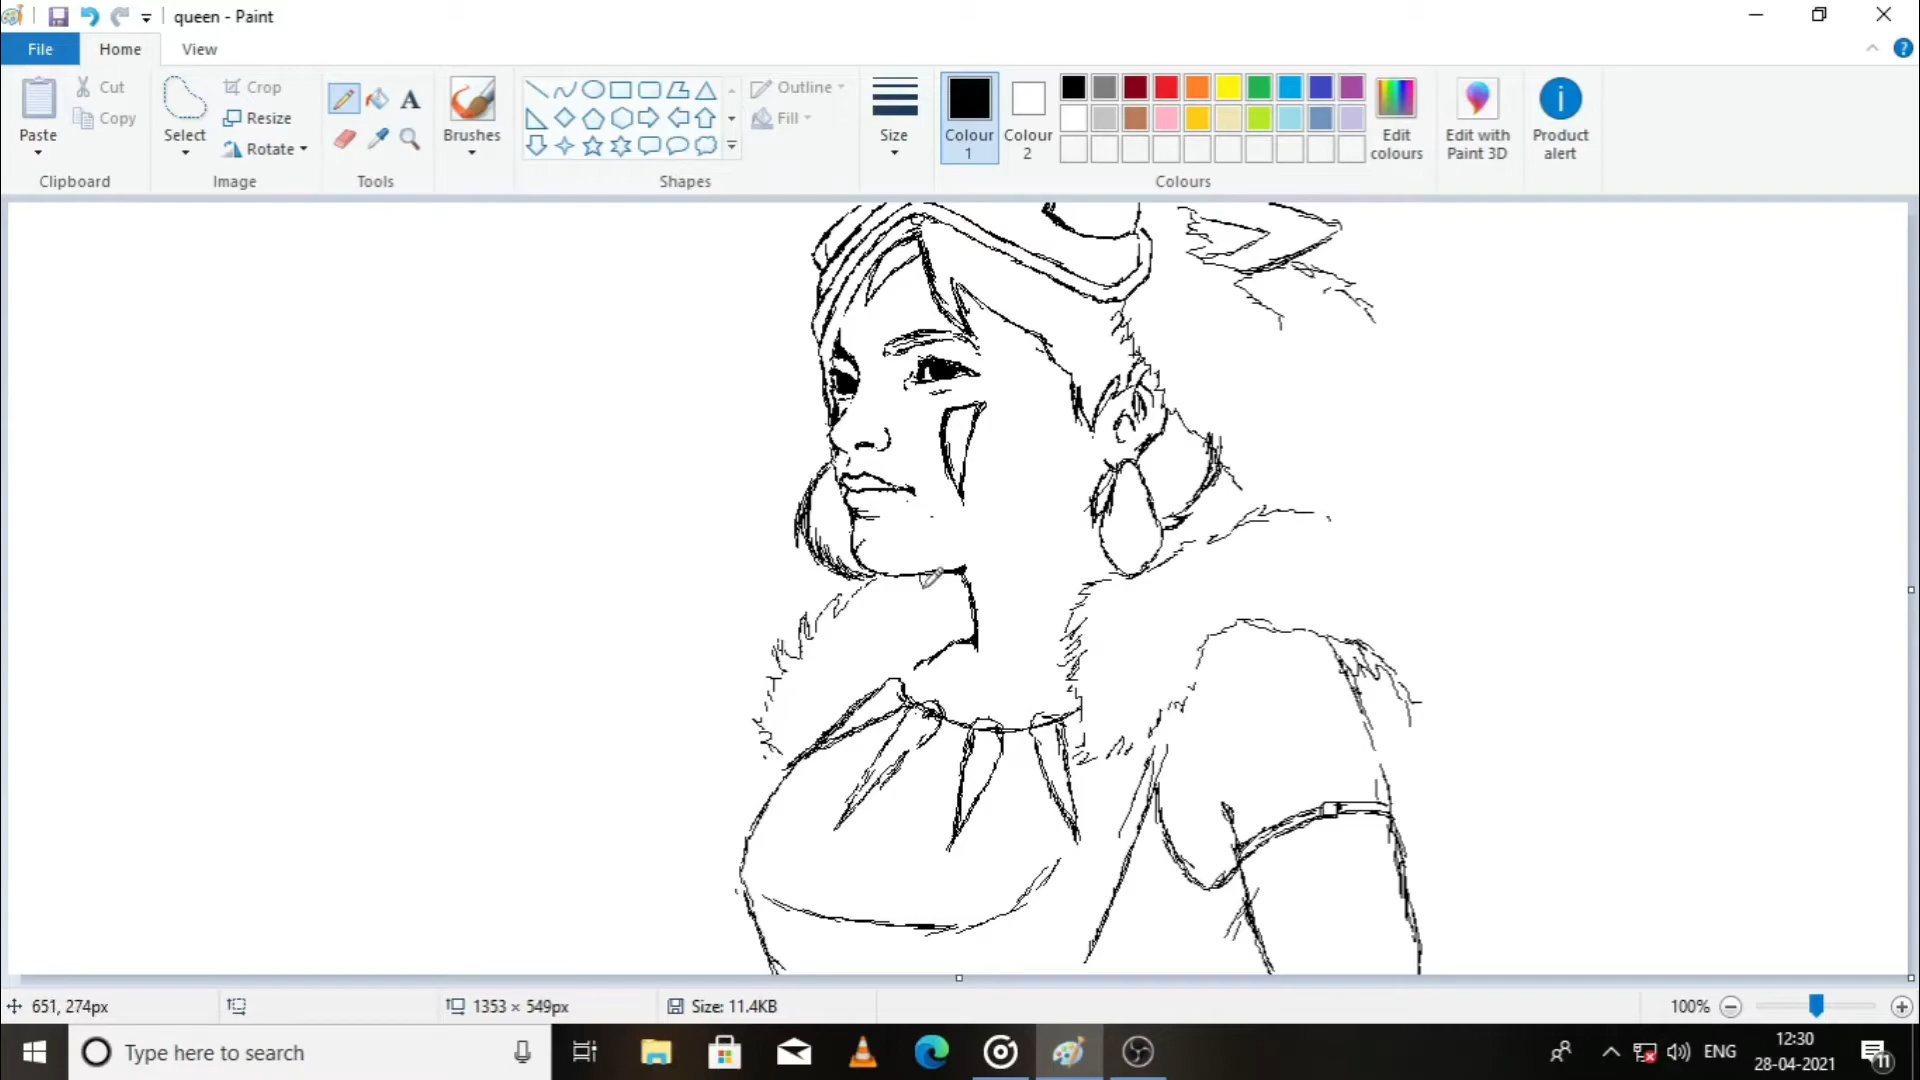 queen - Paint
File
Home
View
Paste
Cut
Copy
Clipboard
Select
Crop
Resize
Rotate
Image
Tools
A
Brushes
Outline
Fill
Shapes
Size
Colour
1
Colour
2
Colours
Edit
colours
Edit with
Paint 3D
Product
alert
651, 274px
1353 × 549px
Size: 11.4KB
100%
Type here to search
ENG
12:30
28-04-2021
11